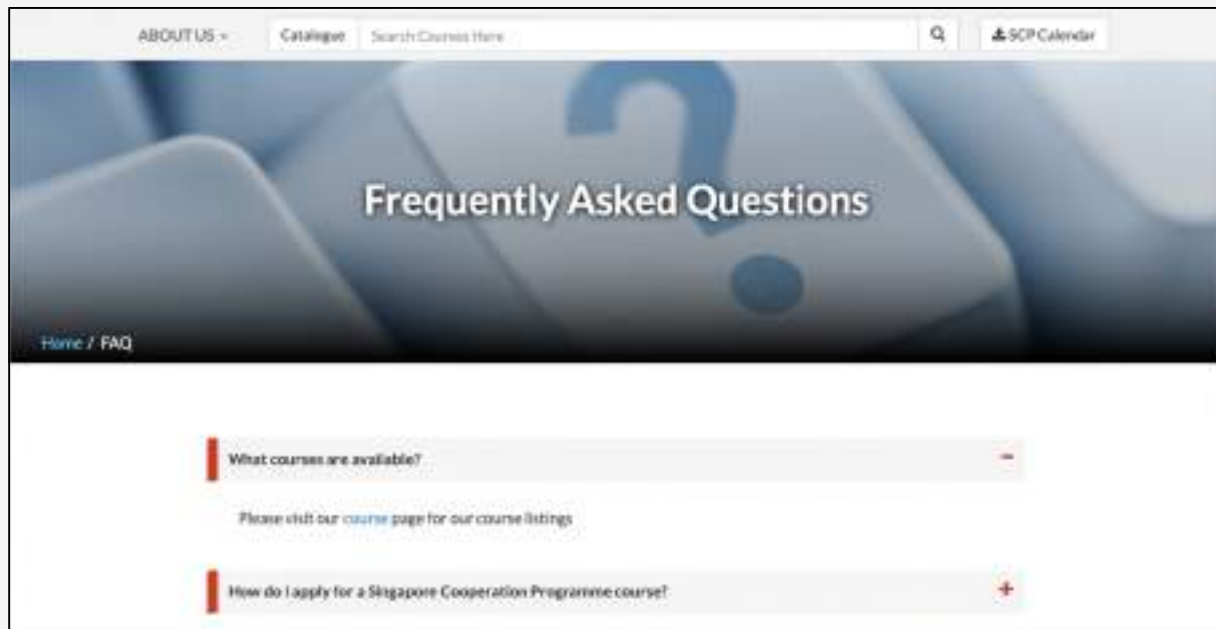 ABOUT US
Catalogue
Search Courses Here
SCP Calendar
Frequently Asked Questions
?
Home / FAQ
What courses are available?
Please visit our course page for our course listings
How do I apply for a Singapore Cooperation Programme course?